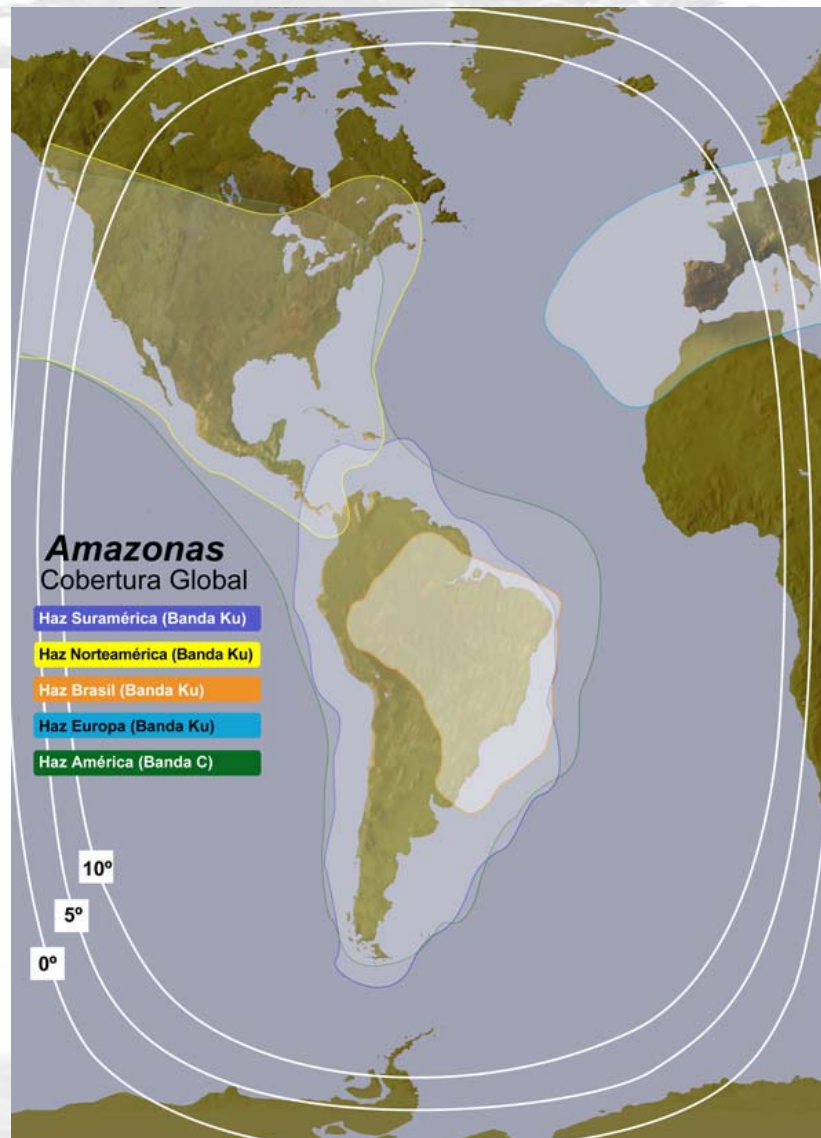 Amazonas
Cobertura Global
Haz Suramérica (Banda Ku)
Haz Norteamérica (Banda Ku)
Haz Brasil (Banda Ku)
Haz Europa (Banda Ku)
Haz América (Banda C)
10º
5º
0º